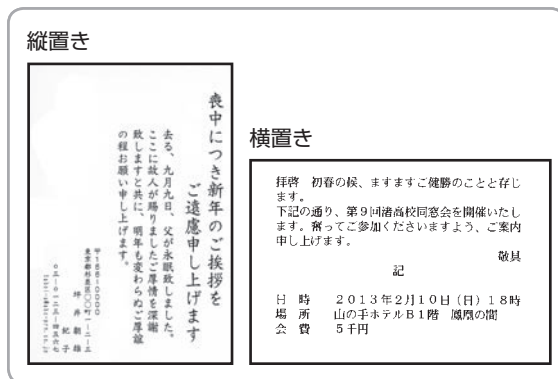 縦置き
喪中につき新年のご挨拶を
ご遠慮申し上げます
去る、九月九日、父が永眠致しました。
ここに故人が賜りましたご厚情を深謝
致しますと共に、明年も変わらぬご厚誼
の程お願い申し上げます。
坪井朝雄
紀子
横置き
拝啓　初春の候、ますますご健勝のことと存じ
ます。
下記の通り、第9回渚高校同窓会を開催いたし
ます。奮ってご参加くださいますよう、ご案内
申し上げます。
敬具
記
日　時　２０１３年２月１０日（日）１８時
場　所　山の手ホテルＢ１階　鳳凰の間
会　費　５千円